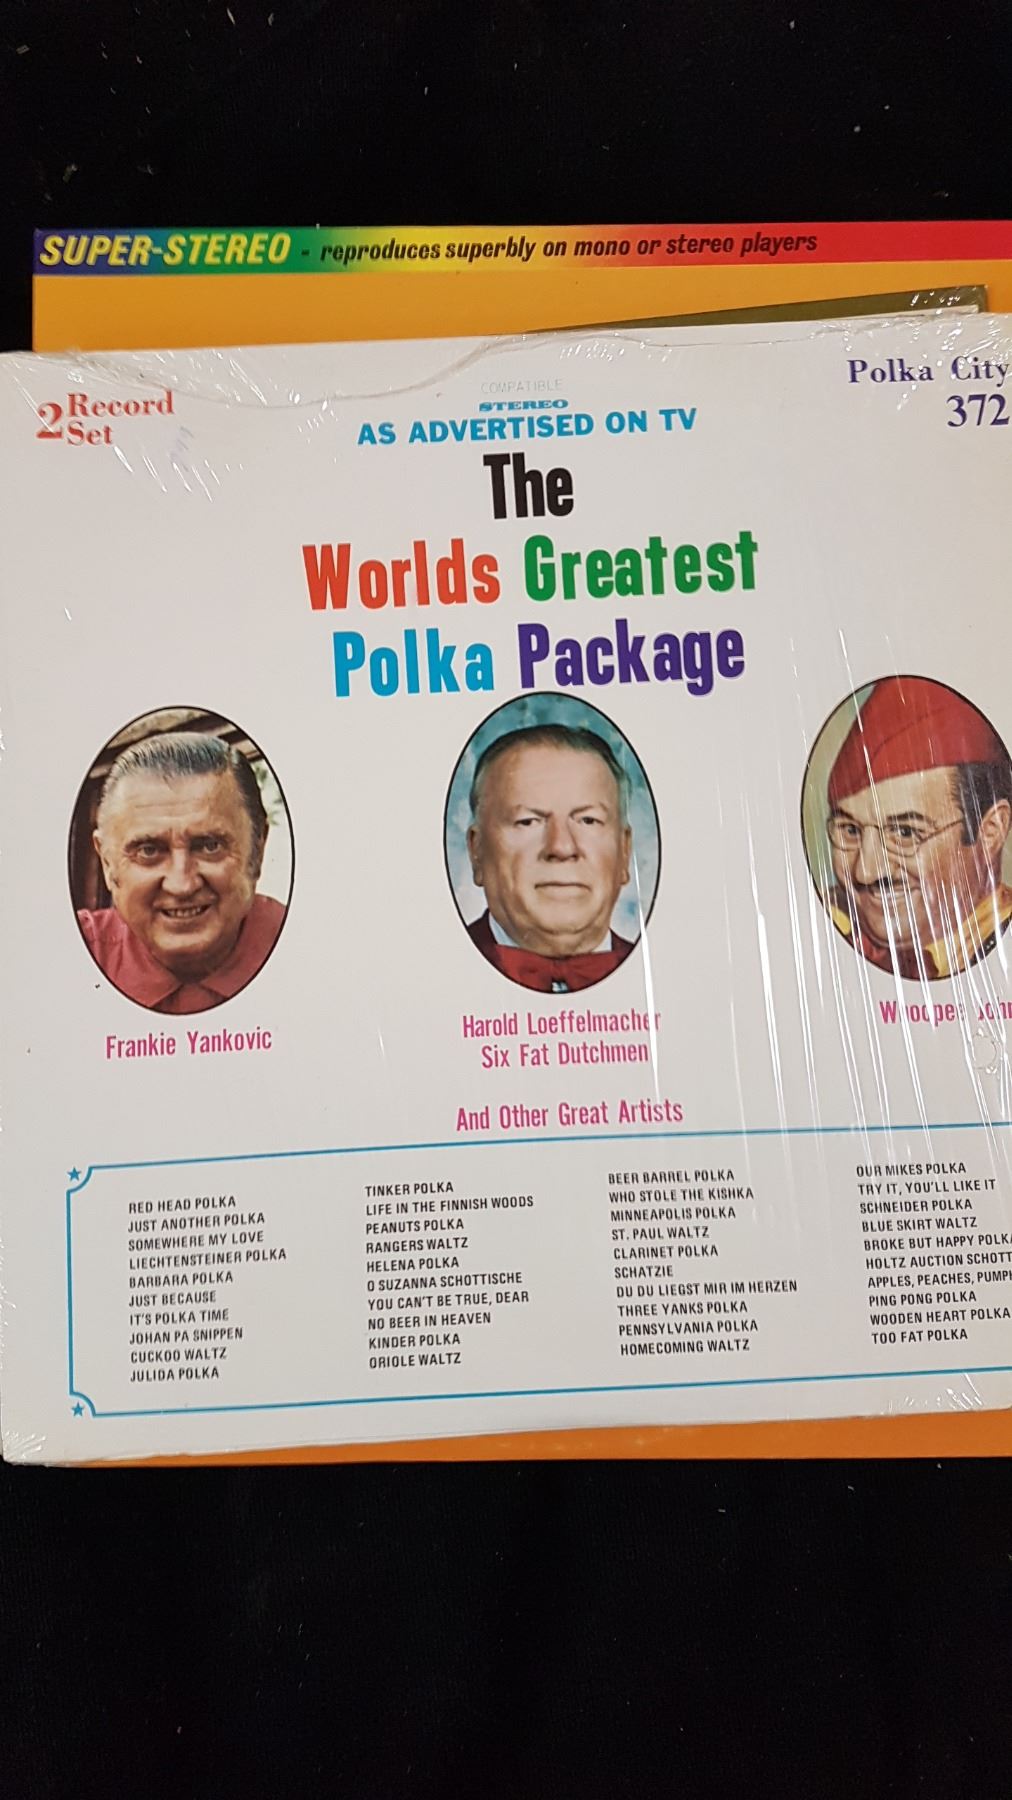 SUPER-STEREO - reproduces superbly on mono or stereo players
2 Record Set
COMPATIBLE
STEREO
AS ADVERTISED ON TV
Polka City
372
The
Worlds Greatest
Polka Package
Frankie Yankovic
Harold Loeffelmacher
Six Fat Dutchmen
Whoopee John
And Other Great Artists
RED HEAD POLKA
JUST ANOTHER POLKA
SOMEWHERE MY LOVE
LIECHTENSTEINER POLKA
BARBARA POLKA
JUST BECAUSE
IT'S POLKA TIME
JOHAN PA SNIPPEN
CUCKOO WALTZ
JULIDA POLKA
TINKER POLKA
LIFE IN THE FINNISH WOODS
PEANUTS POLKA
RANGERS WALTZ
HELENA POLKA
O SUZANNA SCHOTTISCHE
YOU CAN'T BE TRUE, DEAR
NO BEER IN HEAVEN
KINDER POLKA
ORIOLE WALTZ
BEER BARREL POLKA
WHO STOLE THE KISHKA
MINNEAPOLIS POLKA
ST. PAUL WALTZ
CLARINET POLKA
SCHATZIE
DU DU LIEGST MIR IM HERZEN
THREE YANKS POLKA
PENNSYLVANIA POLKA
HOMECOMING WALTZ
OUR MIKES POLKA
TRY IT, YOU'LL LIKE IT
SCHNEIDER POLKA
BLUE SKIRT WALTZ
BROKE BUT HAPPY POLKA
HOLTZ AUCTION SCHOTT
APPLES, PEACHES, PUMP
PING PONG POLKA
WOODEN HEART POLKA
TOO FAT POLKA